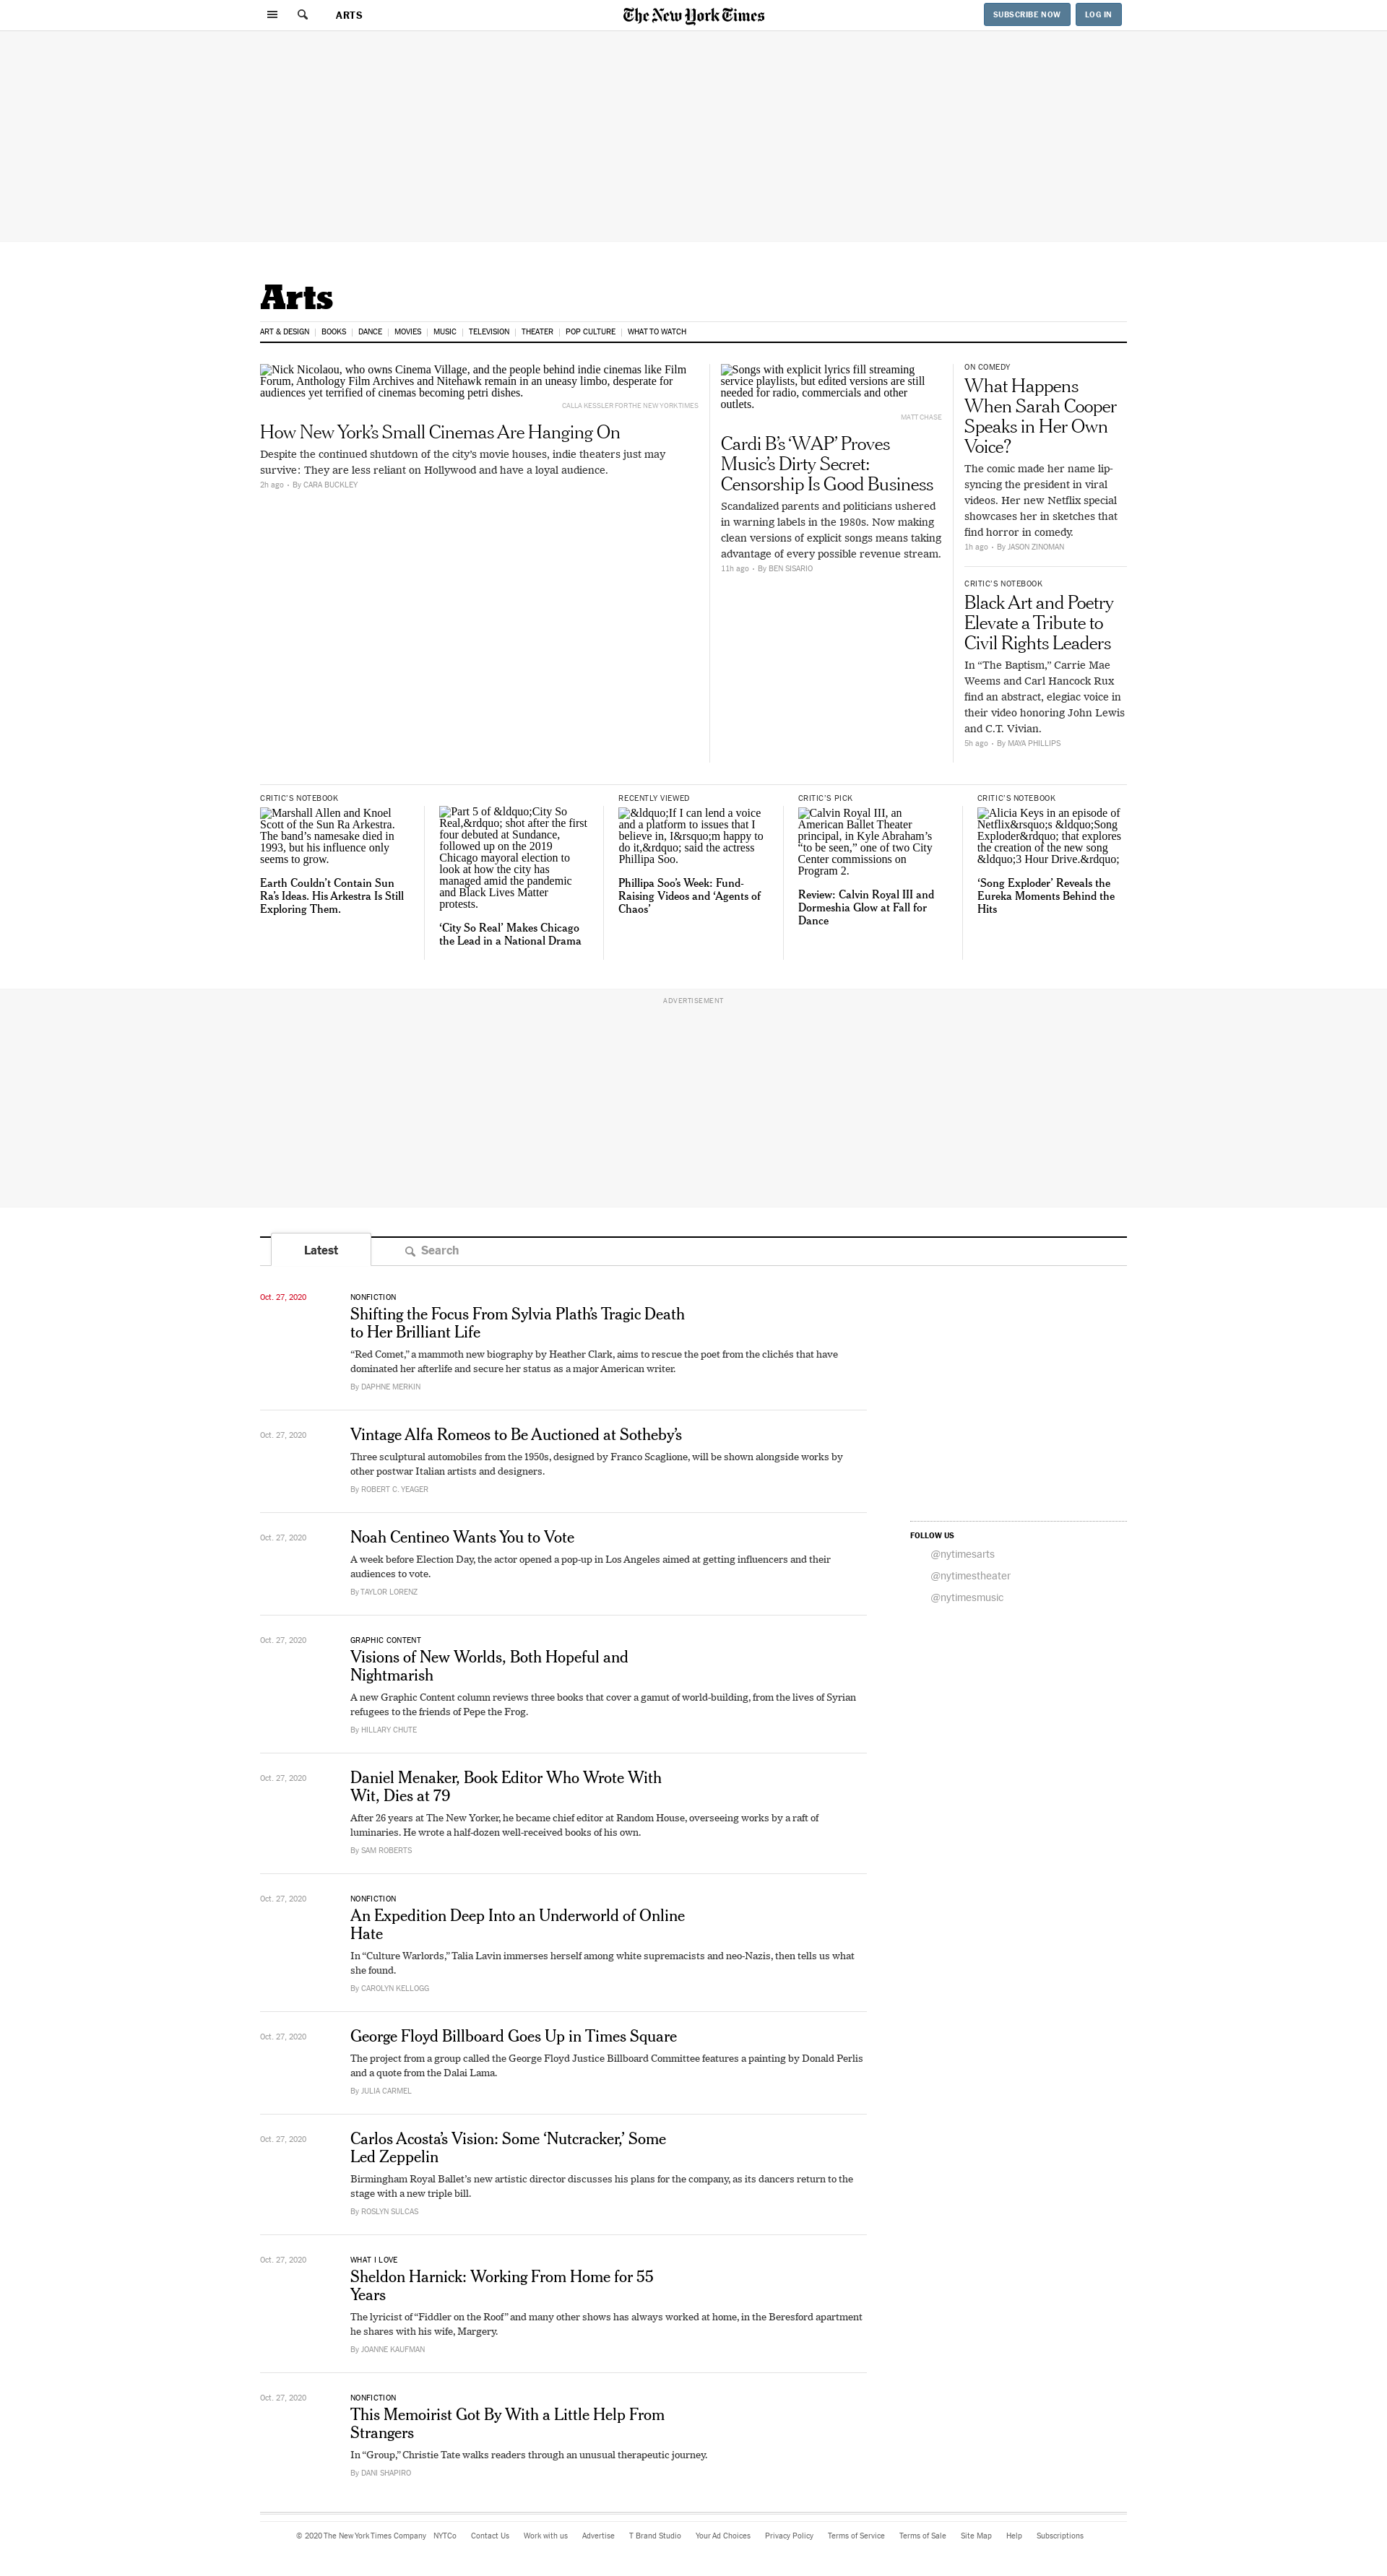 ARTS
The New York Times
SUBSCRIBE NOW
LOG IN
Arts
ART & DESIGN
BOOKS
DANCE
MOVIES
MUSIC
TELEVISION
THEATER
POP CULTURE
WHAT TO WATCH
Nick Nicolaou, who owns Cinema Village, and the people behind indie cinemas like Film
Forum, Anthology Film Archives and Nitehawk remain in an uneasy limbo, desperate for
audiences yet terrified of cinemas becoming petri dishes.
CALLA KESSLER FOR THE NEW YORK TIMES
How New York’s Small Cinemas Are Hanging On
Despite the continued shutdown of the city’s movie houses, indie theaters just may
survive: They are less reliant on Hollywood and have a loyal audience.
2h ago • By CARA BUCKLEY
Songs with explicit lyrics fill streaming
service playlists, but edited versions are still
needed for radio, commercials and other
outlets.
MATT CHASE
Cardi B’s ‘WAP’ Proves
Music’s Dirty Secret:
Censorship Is Good Business
Scandalized parents and politicians ushered
in warning labels in the 1980s. Now making
clean versions of explicit songs means taking
advantage of every possible revenue stream.
11h ago • By BEN SISARIO
ON COMEDY
What Happens
When Sarah Cooper
Speaks in Her Own
Voice?
The comic made her name lip-
syncing the president in viral
videos. Her new Netflix special
showcases her in sketches that
find horror in comedy.
1h ago • By JASON ZINOMAN
CRITIC’S NOTEBOOK
Black Art and Poetry
Elevate a Tribute to
Civil Rights Leaders
In “The Baptism,” Carrie Mae
Weems and Carl Hancock Rux
find an abstract, elegiac voice in
their video honoring John Lewis
and C.T. Vivian.
5h ago • By MAYA PHILLIPS
CRITIC’S NOTEBOOK
Marshall Allen and Knoel
Scott of the Sun Ra Arkestra.
The band’s namesake died in
1993, but his influence only
seems to grow.
Earth Couldn’t Contain Sun
Ra’s Ideas. His Arkestra Is Still
Exploring Them.
Part 5 of &ldquo;City So
Real,&rdquo; shot after the first
four debuted at Sundance,
followed up on the 2019
Chicago mayoral election to
look at how the city has
managed amid the pandemic
and Black Lives Matter
protests.
‘City So Real’ Makes Chicago
the Lead in a National Drama
RECENTLY VIEWED
&ldquo;If I can lend a voice
and a platform to issues that I
believe in, I&rsquo;m happy to
do it,&rdquo; said the actress
Phillipa Soo.
Phillipa Soo’s Week: Fund-
Raising Videos and ‘Agents of
Chaos’
CRITIC’S PICK
Calvin Royal III, an
American Ballet Theater
principal, in Kyle Abraham’s
“to be seen,” one of two City
Center commissions on
Program 2.
Review: Calvin Royal III and
Dormeshia Glow at Fall for
Dance
CRITIC’S NOTEBOOK
Alicia Keys in an episode of
Netflix&rsquo;s &ldquo;Song
Exploder&rdquo; that explores
the creation of the new song
&ldquo;3 Hour Drive.&rdquo;
‘Song Exploder’ Reveals the
Eureka Moments Behind the
Hits
ADVERTISEMENT
Latest
Search
Oct. 27, 2020
NONFICTION
Shifting the Focus From Sylvia Plath’s Tragic Death
to Her Brilliant Life
“Red Comet,” a mammoth new biography by Heather Clark, aims to rescue the poet from the clichés that have
dominated her afterlife and secure her status as a major American writer.
By DAPHNE MERKIN
Oct. 27, 2020
Vintage Alfa Romeos to Be Auctioned at Sotheby’s
Three sculptural automobiles from the 1950s, designed by Franco Scaglione, will be shown alongside works by
other postwar Italian artists and designers.
By ROBERT C. YEAGER
Oct. 27, 2020
Noah Centineo Wants You to Vote
A week before Election Day, the actor opened a pop-up in Los Angeles aimed at getting influencers and their
audiences to vote.
By TAYLOR LORENZ
FOLLOW US
@nytimesarts
@nytimestheater
@nytimesmusic
Oct. 27, 2020
GRAPHIC CONTENT
Visions of New Worlds, Both Hopeful and
Nightmarish
A new Graphic Content column reviews three books that cover a gamut of world-building, from the lives of Syrian
refugees to the friends of Pepe the Frog.
By HILLARY CHUTE
Oct. 27, 2020
Daniel Menaker, Book Editor Who Wrote With
Wit, Dies at 79
After 26 years at The New Yorker, he became chief editor at Random House, overseeing works by a raft of
luminaries. He wrote a half-dozen well-received books of his own.
By SAM ROBERTS
Oct. 27, 2020
NONFICTION
An Expedition Deep Into an Underworld of Online
Hate
In “Culture Warlords,” Talia Lavin immerses herself among white supremacists and neo-Nazis, then tells us what
she found.
By CAROLYN KELLOGG
Oct. 27, 2020
George Floyd Billboard Goes Up in Times Square
The project from a group called the George Floyd Justice Billboard Committee features a painting by Donald Perlis
and a quote from the Dalai Lama.
By JULIA CARMEL
Oct. 27, 2020
Carlos Acosta’s Vision: Some ‘Nutcracker,’ Some
Led Zeppelin
Birmingham Royal Ballet’s new artistic director discusses his plans for the company, as its dancers return to the
stage with a new triple bill.
By ROSLYN SULCAS
Oct. 27, 2020
WHAT I LOVE
Sheldon Harnick: Working From Home for 55
Years
The lyricist of “Fiddler on the Roof” and many other shows has always worked at home, in the Beresford apartment
he shares with his wife, Margery.
By JOANNE KAUFMAN
Oct. 27, 2020
NONFICTION
This Memoirist Got By With a Little Help From
Strangers
In “Group,” Christie Tate walks readers through an unusual therapeutic journey.
By DANI SHAPIRO
© 2020 The New York Times Company NYTCo Contact Us Work with us Advertise T Brand Studio Your Ad Choices Privacy Policy Terms of Service Terms of Sale Site Map Help Subscriptions